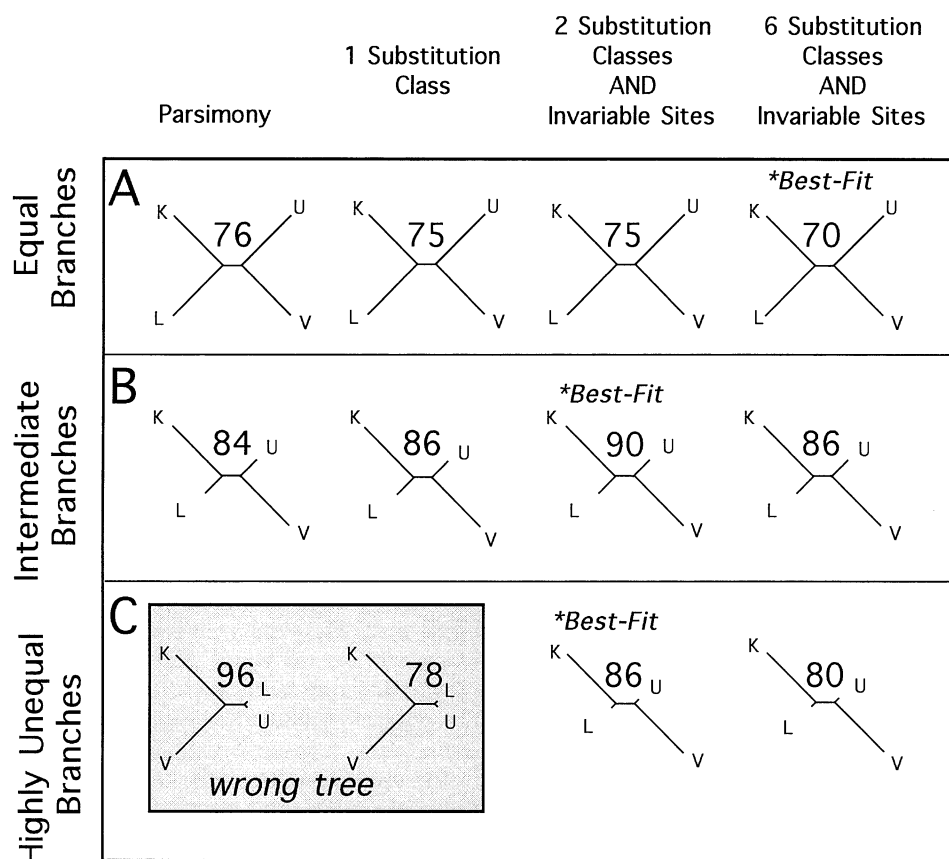 2 Substitution
Classes
AND
Invariable Sites
6 Substitution
Classes
AND
Invariable Sites
1 Substitution
Class
Parsimony
Equal
Branches
A
*Best-Fit
K 76 U
L V
K 75 U
L V
K 75 U
L V
K 70 U
L V
Intermediate
Branches
B
*Best-Fit
K 84 U
L V
K 86 U
L V
K 90 U
L V
K 86 U
L V
Highly Unequal
Branches
C
*Best-Fit
K 96 L
U
V
K 78 L
U
V
wrong tree
K 86 U
L V
K 80 U
L V